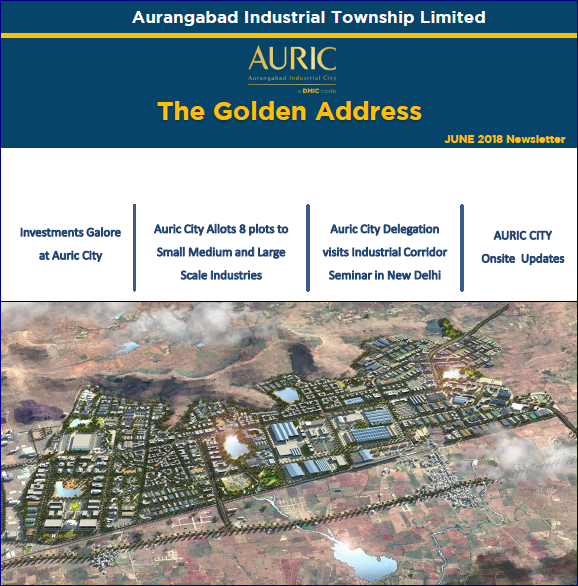 Aurangabad Industrial Township Limited
AURIC
Aurangabad Industrial City
a DMIC node
The Golden Address
JUNE 2018 Newsletter
Investments Galore
at Auric City
Auric City Allots 8 plots to
Small Medium and Large
Scale Industries
Auric City Delegation
visits Industrial Corridor
Seminar in New Delhi
AURIC CITY
Onsite Updates